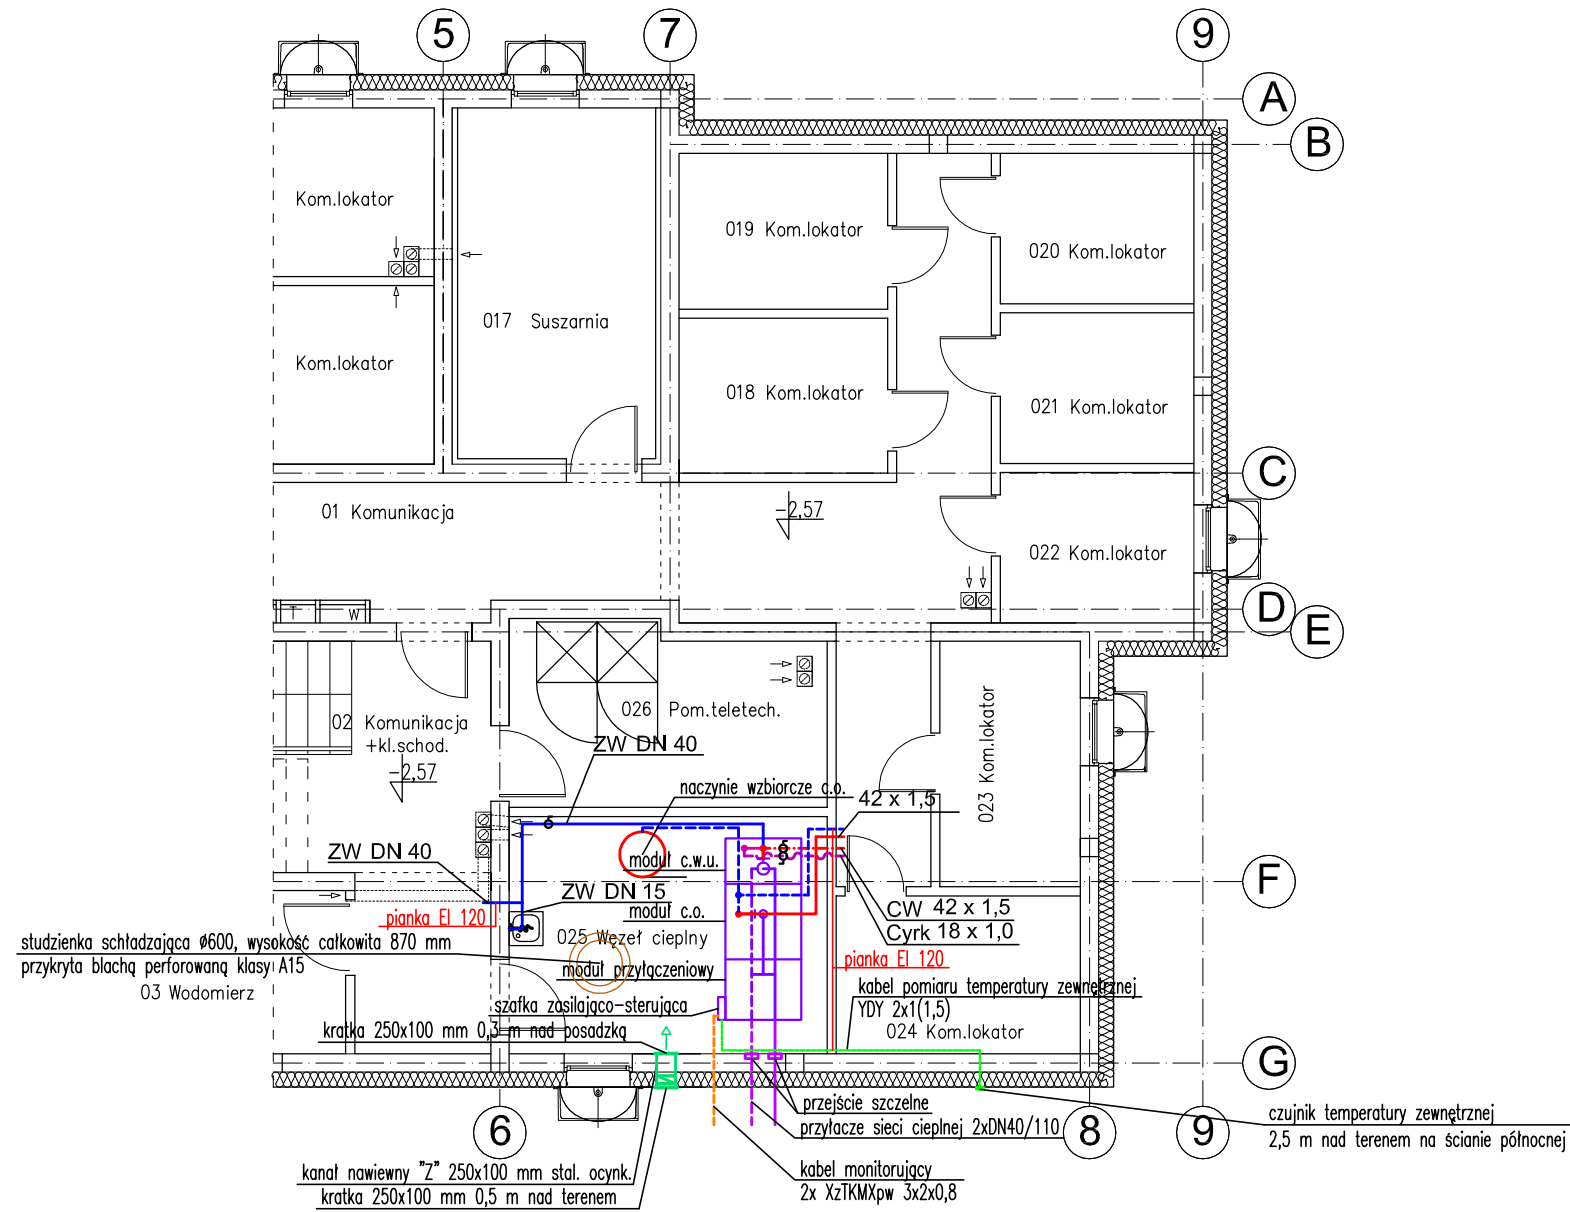 5
7
9
A
B
Kom.lokator
019 Kom.lokator
020 Kom.lokator
017 Suszarnia
Kom.lokator
018 Kom.lokator
021 Kom.lokator
C
01 Komunikacja
-2,57
022 Kom.lokator
D
E
T
W
02 Komunikacja
+kl.schod.
-2,57
026 Pom.teletech.
ZW DN 40
023 Kom.lokator
naczynie wzbiorcze c.o.
42 x 1,5
ZW DN 40
moduł c.w.u.
F
ZW DN 15
pianka EI 120
moduł c.o.
CW 42 x 1,5
Cyrk 18 x 1,0
025 Węzeł cieplny
studzienka schładzająca ø600, wysokość całkowita 870 mm
przykryta blachą perforowaną klasy A15
03 Wodomierz
moduł przyłączeniowy
pianka EI 120
szafka zasilająco-sterująca
kabel pomiaru temperatury zewnętrznej
YDY 2x1(1,5)
024 Kom.lokator
kratka 250x100 mm 0,3 m nad posadzką
G
przejście szczelne
przyłacze sieci cieplnej 2xDN40/110
6
8
9
czujnik temperatury zewnętrznej
2,5 m nad terenem na ścianie północnej
kanał nawiewny "Z" 250x100 mm stal. ocynk.
kratka 250x100 mm 0,5 m nad terenem
kabel monitorujący
2x XzTKMXpw 3x2x0,8